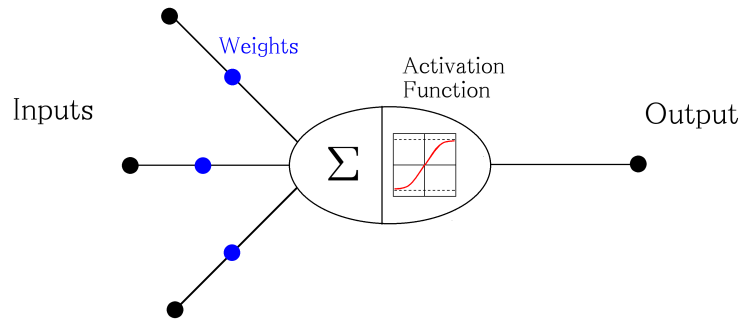 Weights
Activation
Function
Inputs
Output
Σ